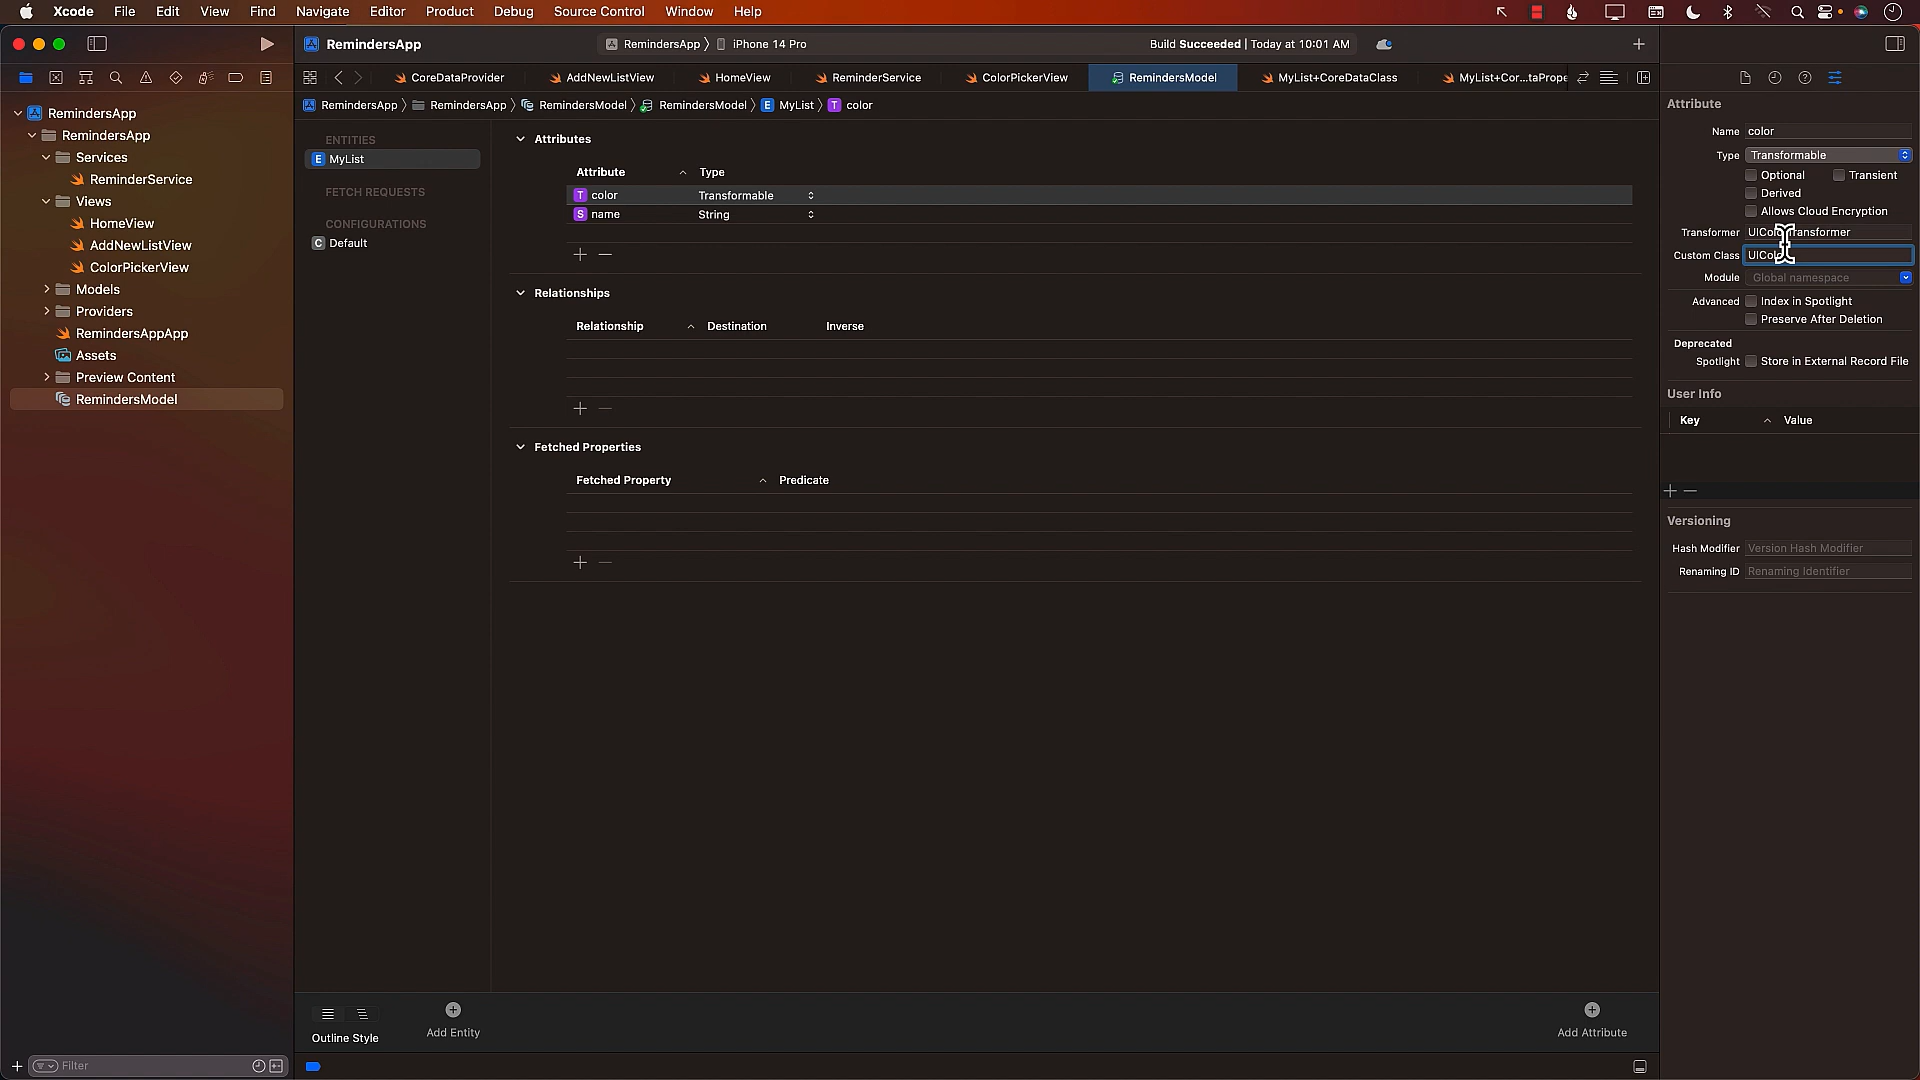 Xcode File Edit View Find Navigate Editor Product Debug Source Control Window Help
RemindersApp
RemindersApp 〉 iPhone 14 Pro
Build Succeeded | Today at 10:01 AM
CoreDataProvider
AddNewListView
HomeView
ReminderService
ColorPickerView
RemindersModel
MyList+CoreDataClass
MyList+Cor...taPrope
RemindersApp 〉 RemindersApp 〉 RemindersModel 〉 RemindersModel 〉 E MyList 〉 T color
RemindersApp
RemindersApp
Services
ReminderService
Views
HomeView
AddNewListView
ColorPickerView
Models
Providers
RemindersAppApp
Assets
Preview Content
RemindersModel
Filter
ENTITIES
E MyList
FETCH REQUESTS
CONFIGURATIONS
C Default
Attributes
Attribute Type
T color Transformable
S name String
Relationships
Relationship Destination Inverse
Fetched Properties
Fetched Property Predicate
Outline Style
Add Entity
Add Attribute
Attribute
Name color
Type Transformable
Optional Transient
Derived
Allows Cloud Encryption
Transformer
Custom Class
Module Global namespace
Advanced Index in Spotlight
Preserve After Deletion
Deprecated
Spotlight Store in External Record File
User Info
Key Value
Versioning
Hash Modifier Version Hash Modifier
Renaming ID Renaming Identifier